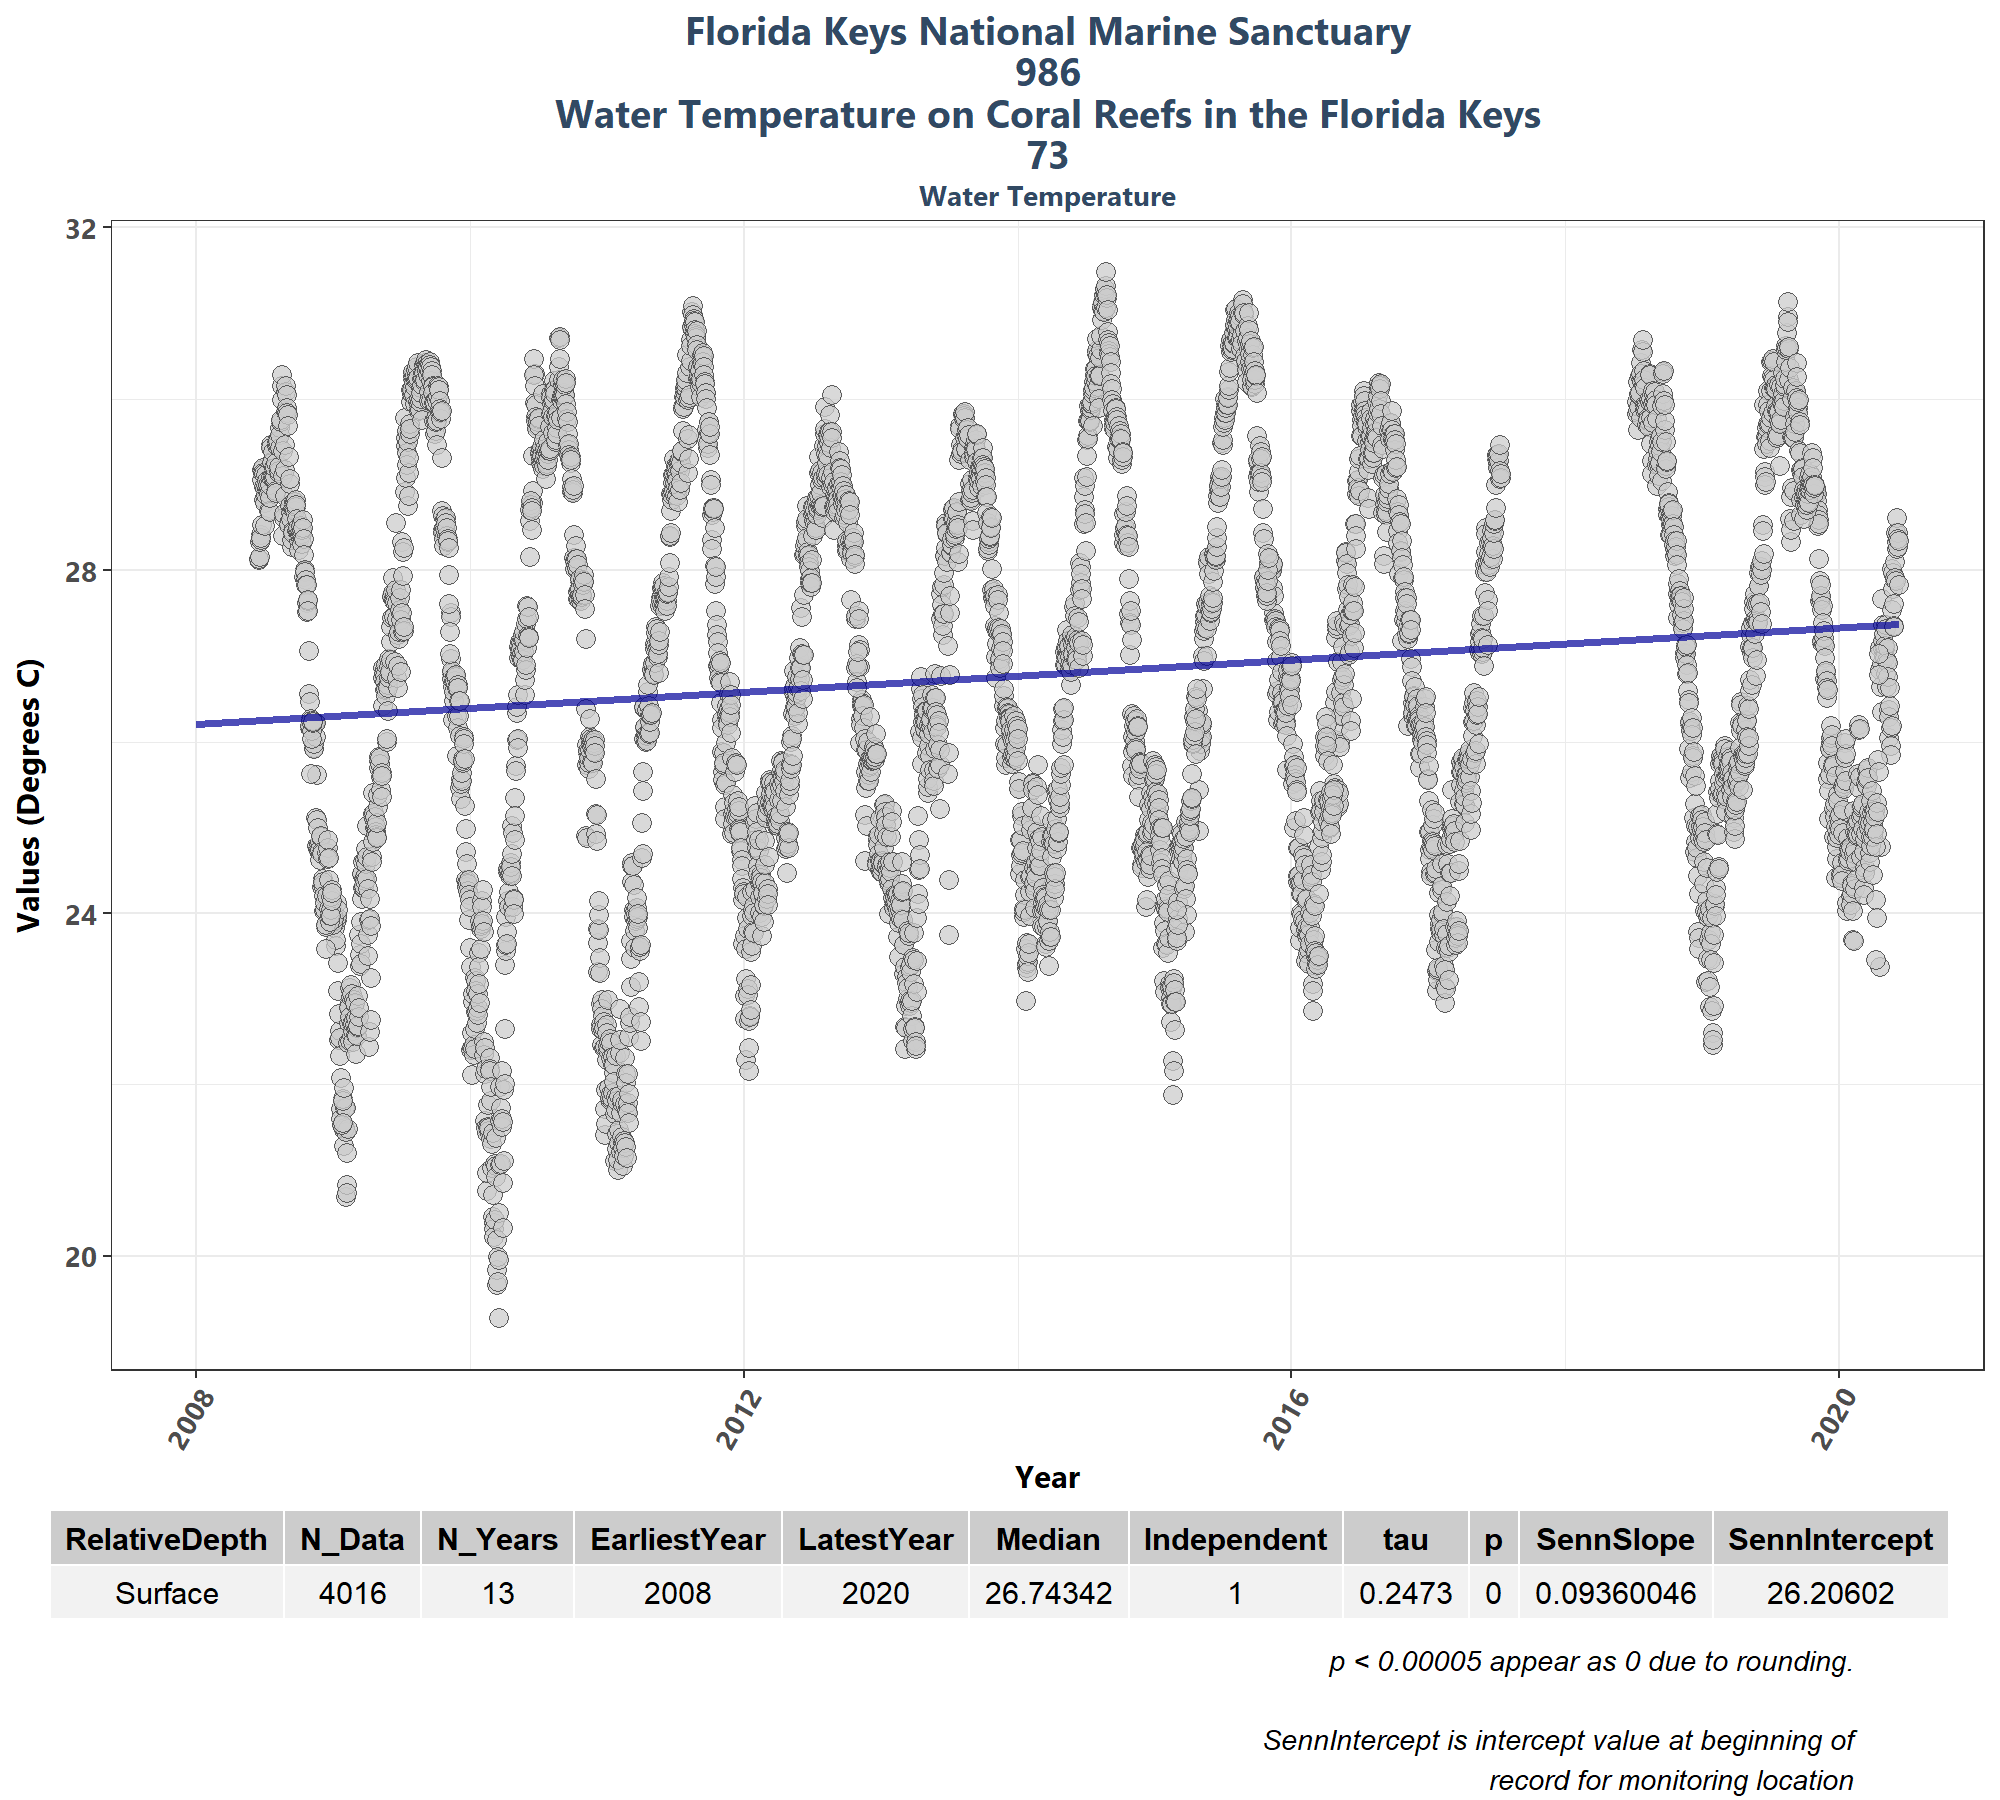 Florida Keys National Marine Sanctuary
986
Water Temperature on Coral Reefs in the Florida Keys
73
Water Temperature
32
28
24
20
Values (Degrees C)
2008
2012
2016
2020
Year
RelativeDepth N_Data N_Years EarliestYear LatestYear Median Independent tau p SennSlope SennIntercept
Surface 4016 13 2008 2020 26.74342 1 0.2473 0 0.09360046 26.20602
p < 0.00005 appear as 0 due to rounding.
SennIntercept is intercept value at beginning of
record for monitoring location